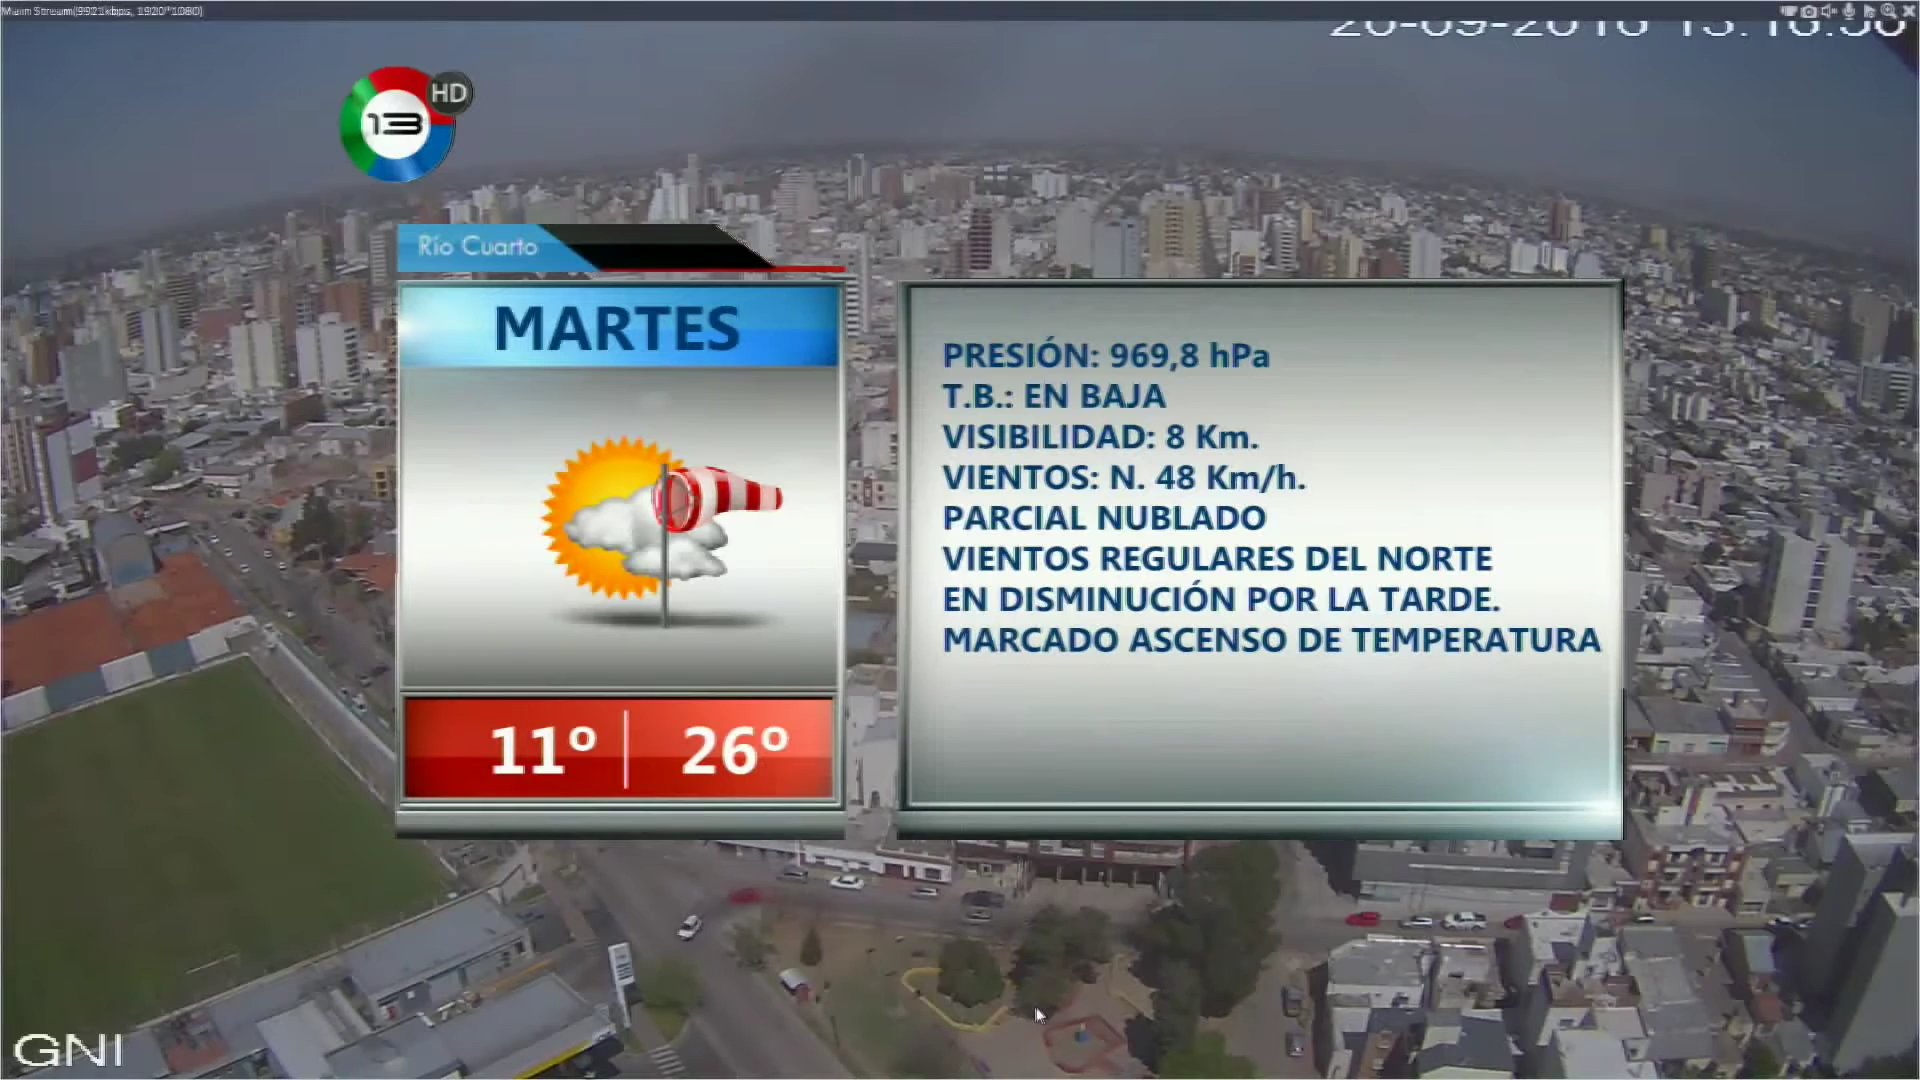 Main Stream(9921kbps, 1920*1080)
HD
13
Río Cuarto
MARTES
PRESIÓN: 969,8 hPa
T.B.: EN BAJA
VISIBILIDAD: 8 Km.
VIENTOS: N. 48 Km/h.
PARCIAL NUBLADO
VIENTOS REGULARES DEL NORTE
EN DISMINUCIÓN POR LA TARDE.
MARCADO ASCENSO DE TEMPERATURA
11º 26º
GNI